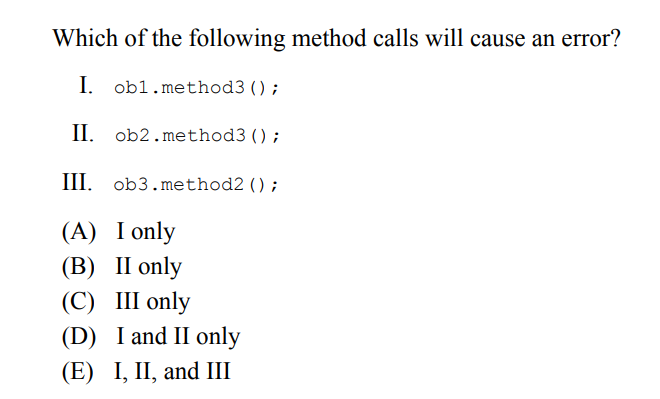 Which of the following method calls will cause an error?
I. ob1.method3();
II. ob2.method3();
III. ob3.method2();
(A) I only
(B) II only
(C) III only
(D) I and II only
(E) I, II, and III